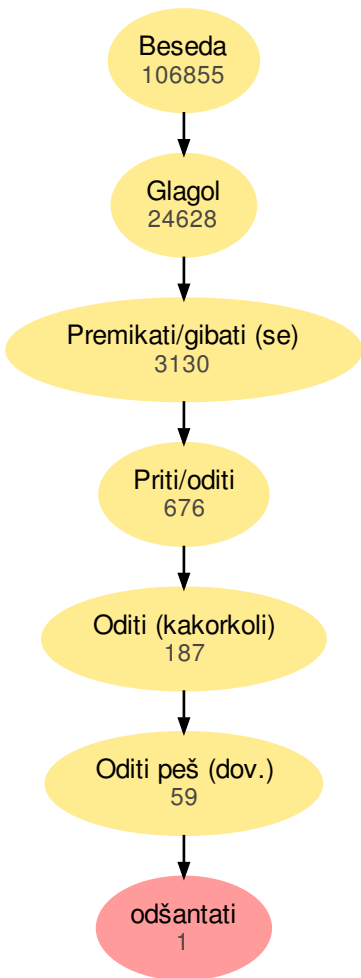 Beseda
106855
Glagol
24628
Premikati/gibati (se)
3130
Priti/oditi
676
Oditi (kakorkoli)
187
Oditi peš (dov.)
59
odšantati
1